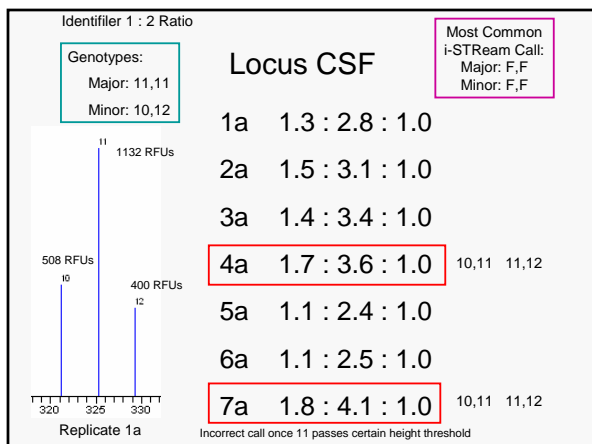 Identifiler 1 : 2 Ratio
Genotypes:
Major: 11,11
Minor: 10,12
Locus CSF
Most Common
i-STReam Call:
Major: F,F
Minor: F,F
11
1132 RFUs
508 RFUs
10
400 RFUs
12
320 325 330
Replicate 1a
1a 1.3 : 2.8 : 1.0
2a 1.5 : 3.1 : 1.0
3a 1.4 : 3.4 : 1.0
4a 1.7 : 3.6 : 1.0 10,11 11,12
5a 1.1 : 2.4 : 1.0
6a 1.1 : 2.5 : 1.0
7a 1.8 : 4.1 : 1.0 10,11 11,12
Incorrect call once 11 passes certain height threshold